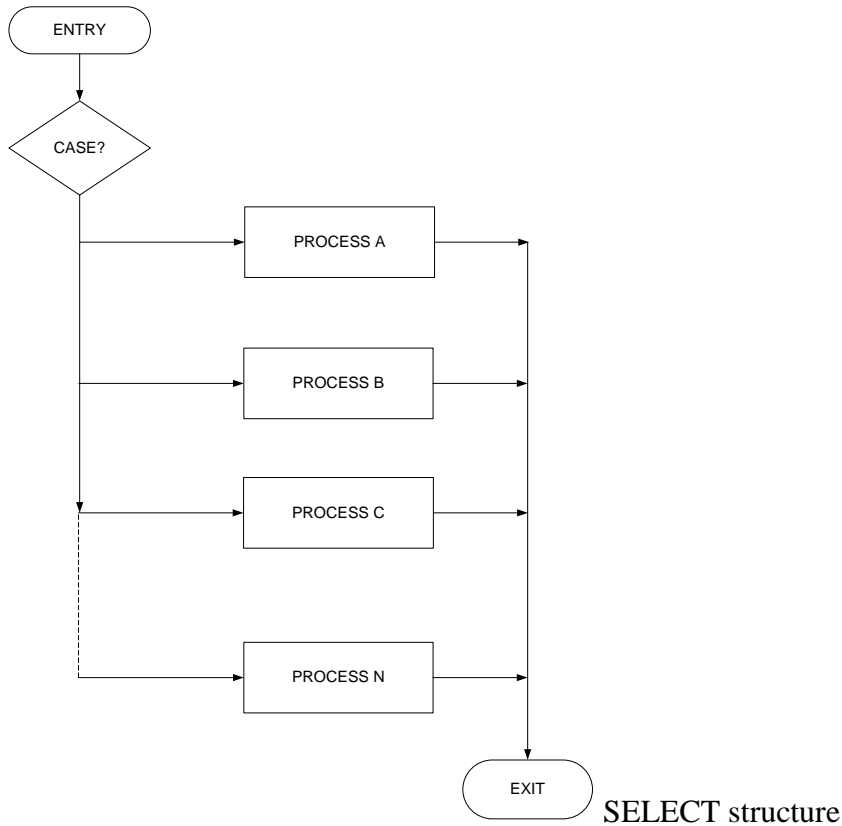 ENTRY
CASE?
PROCESS A
PROCESS B
PROCESS C
PROCESS N
EXIT
SELECT structure